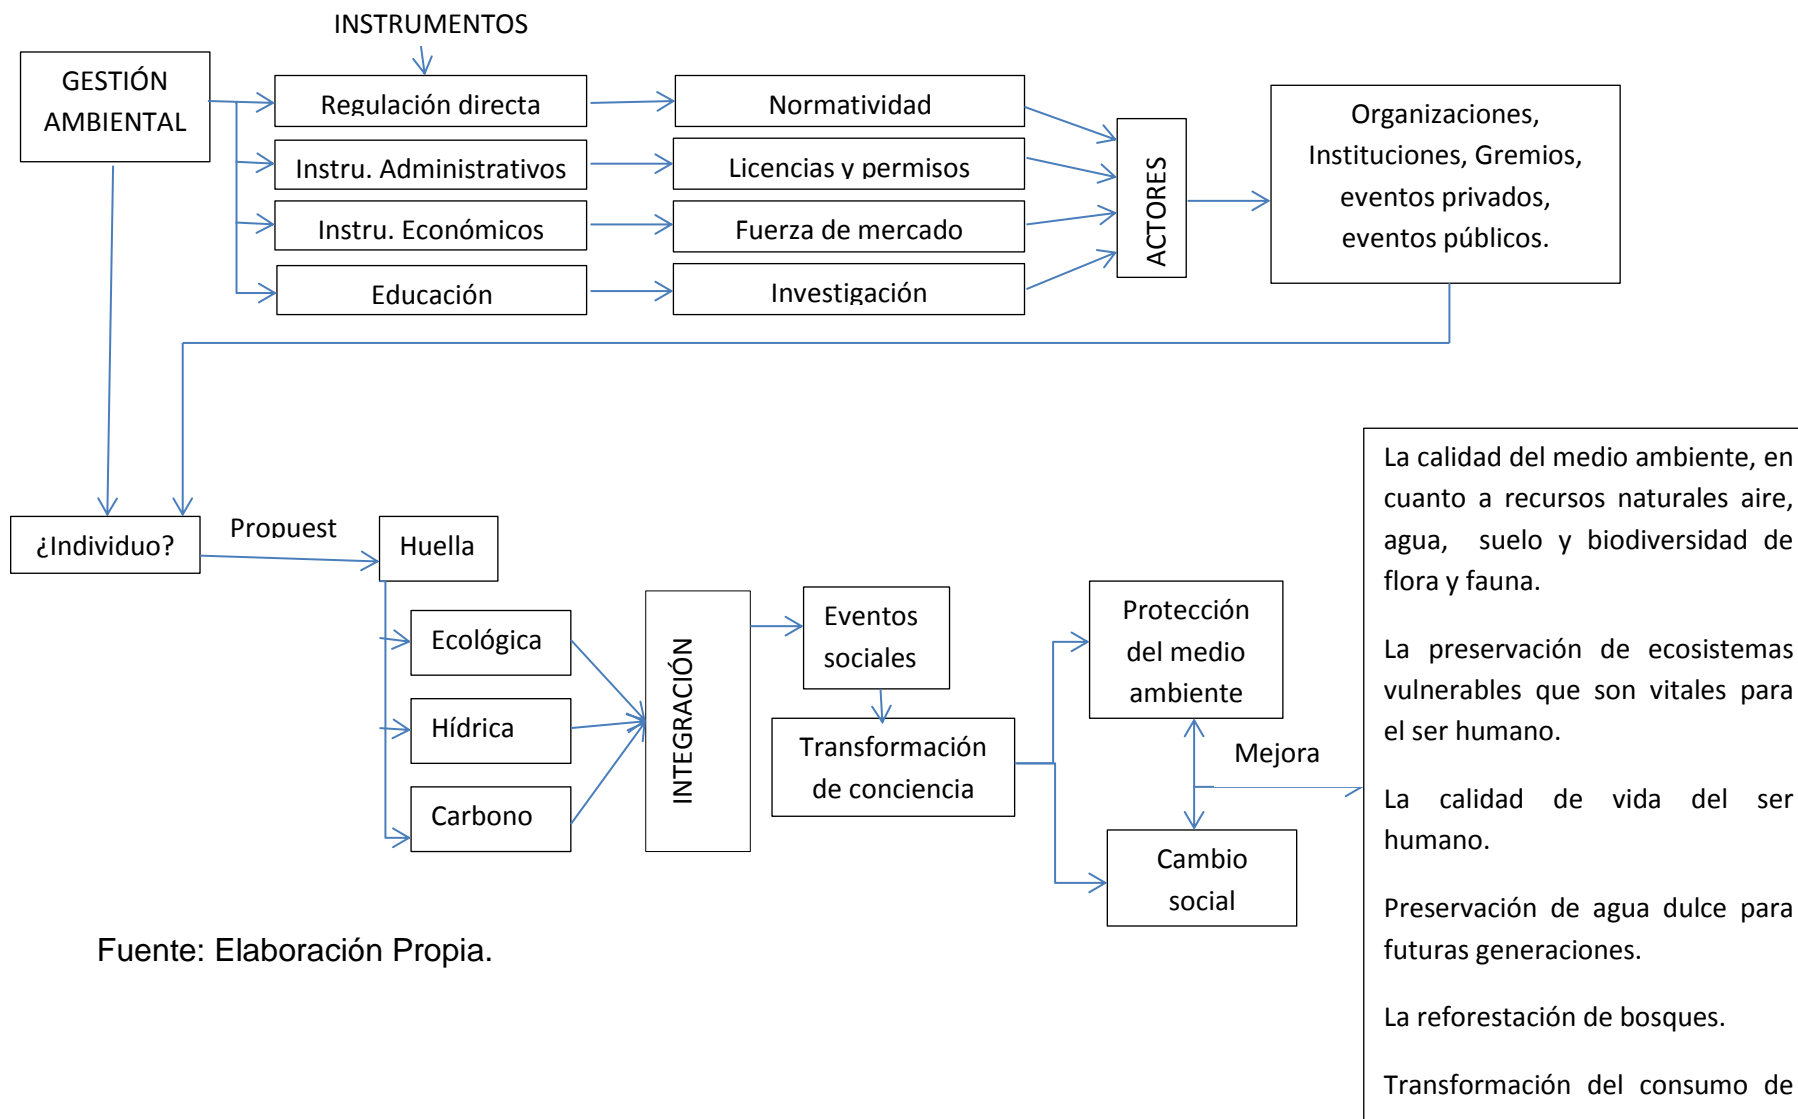 INSTRUMENTOS
GESTIÓN
AMBIENTAL
Regulación directa
Normatividad
Instru. Administrativos
Licencias y permisos
Instru. Económicos
Fuerza de mercado
Educación
Investigación
ACTORES
Organizaciones,
Instituciones, Gremios,
eventos privados,
eventos públicos.
¿Individuo?
Propuest
Huella
Ecológica
Hídrica
Carbono
INTEGRACIÓN
Eventos
sociales
Transformación
de conciencia
Protección
del medio
ambiente
Mejora
Cambio
social
La calidad del medio ambiente, en
cuanto a recursos naturales aire,
agua, suelo y biodiversidad de
flora y fauna.
La preservación de ecosistemas
vulnerables que son vitales para
el ser humano.
La calidad de vida del ser
humano.
Preservación de agua dulce para
futuras generaciones.
La reforestación de bosques.
Transformación del consumo de
Fuente: Elaboración Propia.